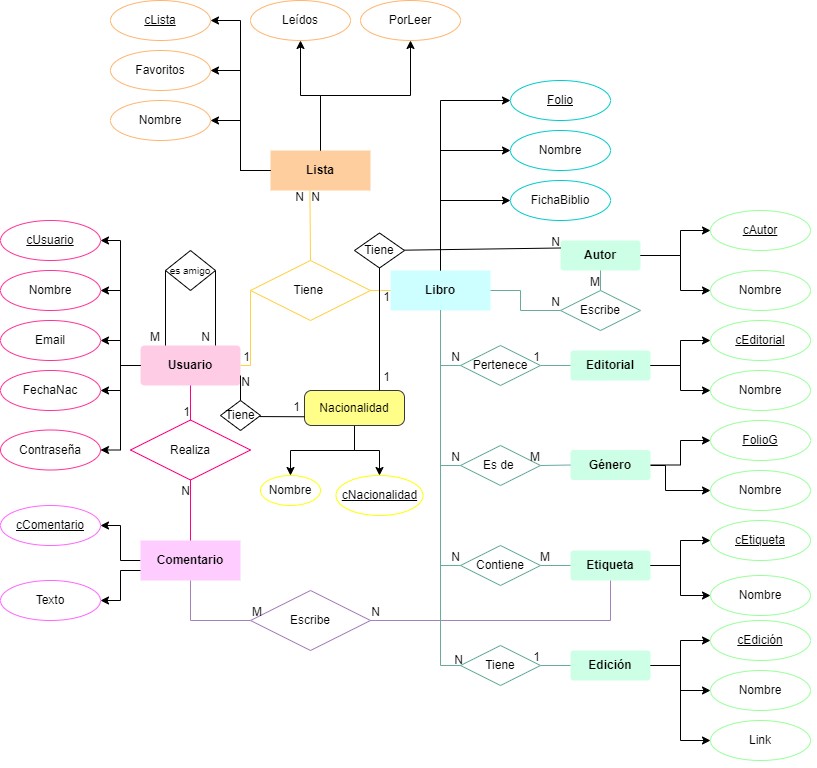 cLista
Leídos
PorLeer
Favoritos
Nombre
Lista
N N
Folio
Nombre
FichaBiblio
cUsuario
Nombre
Email
FechaNac
Contraseña
es amigo
M N
Usuario
1
N
Tiene
1
Tiene
N
Libro
Autor
cAutor
Nombre
M
N
Escribe
Tiene
1
Nacionalidad
1
Nombre
cNacionalidad
N
Pertenece
1
Editorial
cEditorial
Nombre
1
Realiza
N
N
Es de
M
Género
FolioG
Nombre
cComentario
Texto
Comentario
N
Contiene
M
Etiqueta
cEtiqueta
Nombre
M
Escribe
N
N
Tiene
1
Edición
cEdición
Nombre
Link